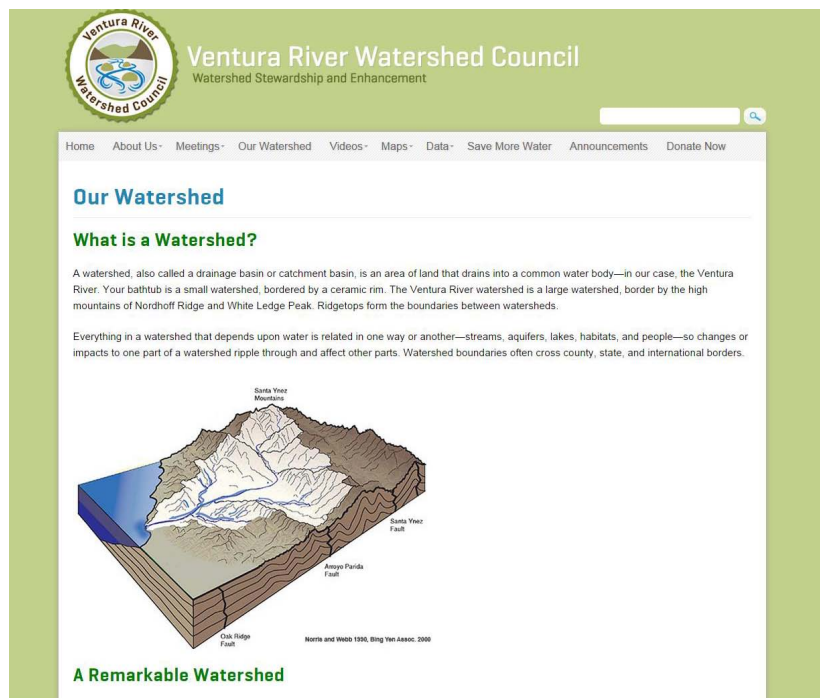 Ventura River
Watershed Council
Ventura River Watershed Council
Watershed Stewardship and Enhancement
Home About Us Meetings Our Watershed Videos Maps Data Save More Water Announcements Donate Now
Our Watershed
What is a Watershed?
A watershed, also called a drainage basin or catchment basin, is an area of land that drains into a common water body—in our case, the Ventura
River. Your bathtub is a small watershed, bordered by a ceramic rim. The Ventura River watershed is a large watershed, border by the high
mountains of Nordhoff Ridge and White Ledge Peak. Ridgetops form the boundaries between watersheds.
Everything in a watershed that depends upon water is related in one way or another—streams, aquifers, lakes, habitats, and people—so changes or
impacts to one part of a watershed ripple through and affect other parts. Watershed boundaries often cross county, state, and international borders.
Santa Ynez
Mountains
Santa Ynez
Fault
Arroyo Parida
Fault
Oak Ridge
Fault
Norris and Webb 1990, Bing Yen Assoc. 2000
A Remarkable Watershed